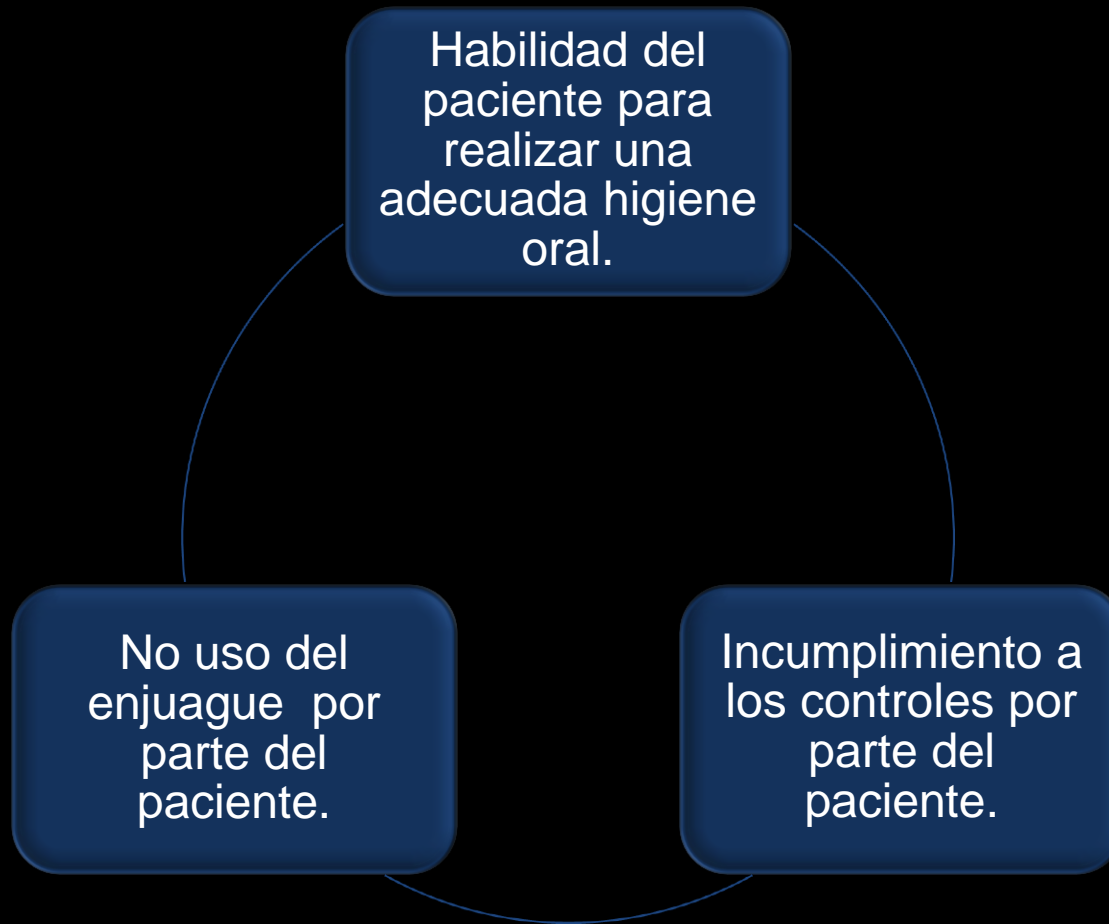 Habilidad del
paciente para
realizar una
adecuada higiene
oral.
No uso del
enjuague  por
parte del
paciente.
Incumplimiento a
los controles por
parte del
paciente.